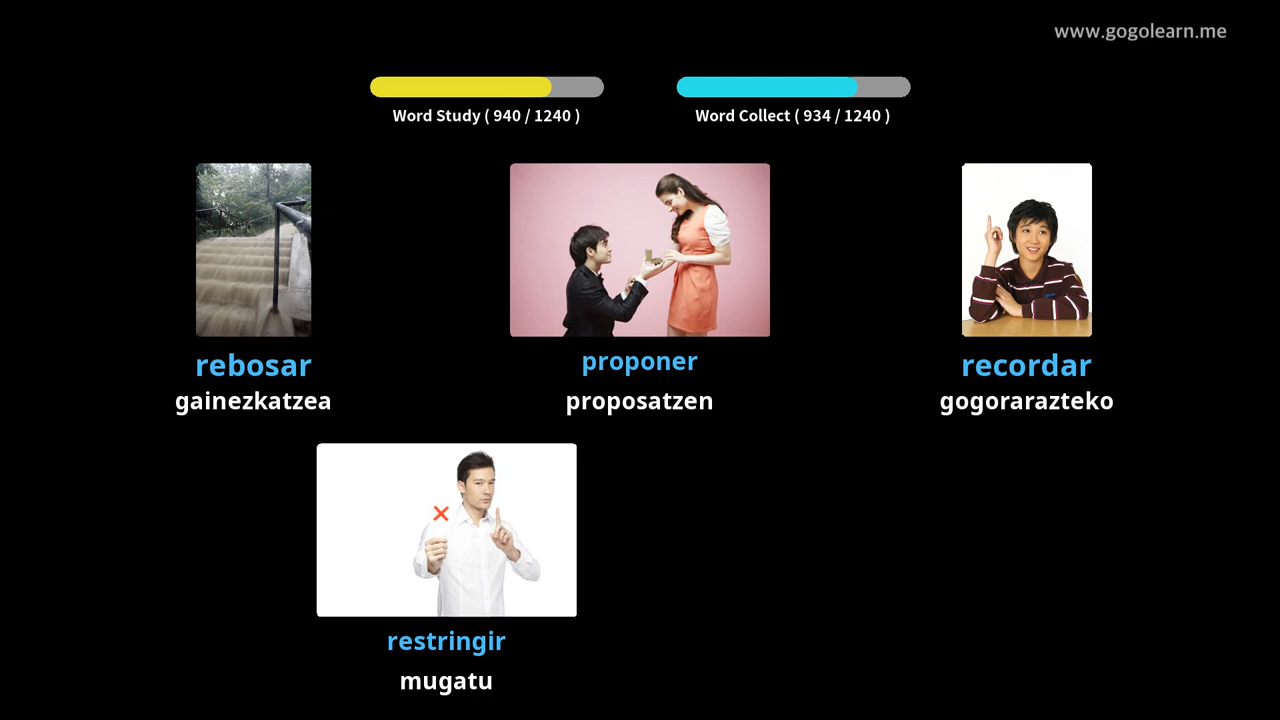 www.gogolearn.me
Word Study ( 940 / 1240 )
Word Collect ( 934 / 1240 )
rebosar
gainezkatzea
proponer
proposatzen
recordar
gogorarazteko
restringir
mugatu